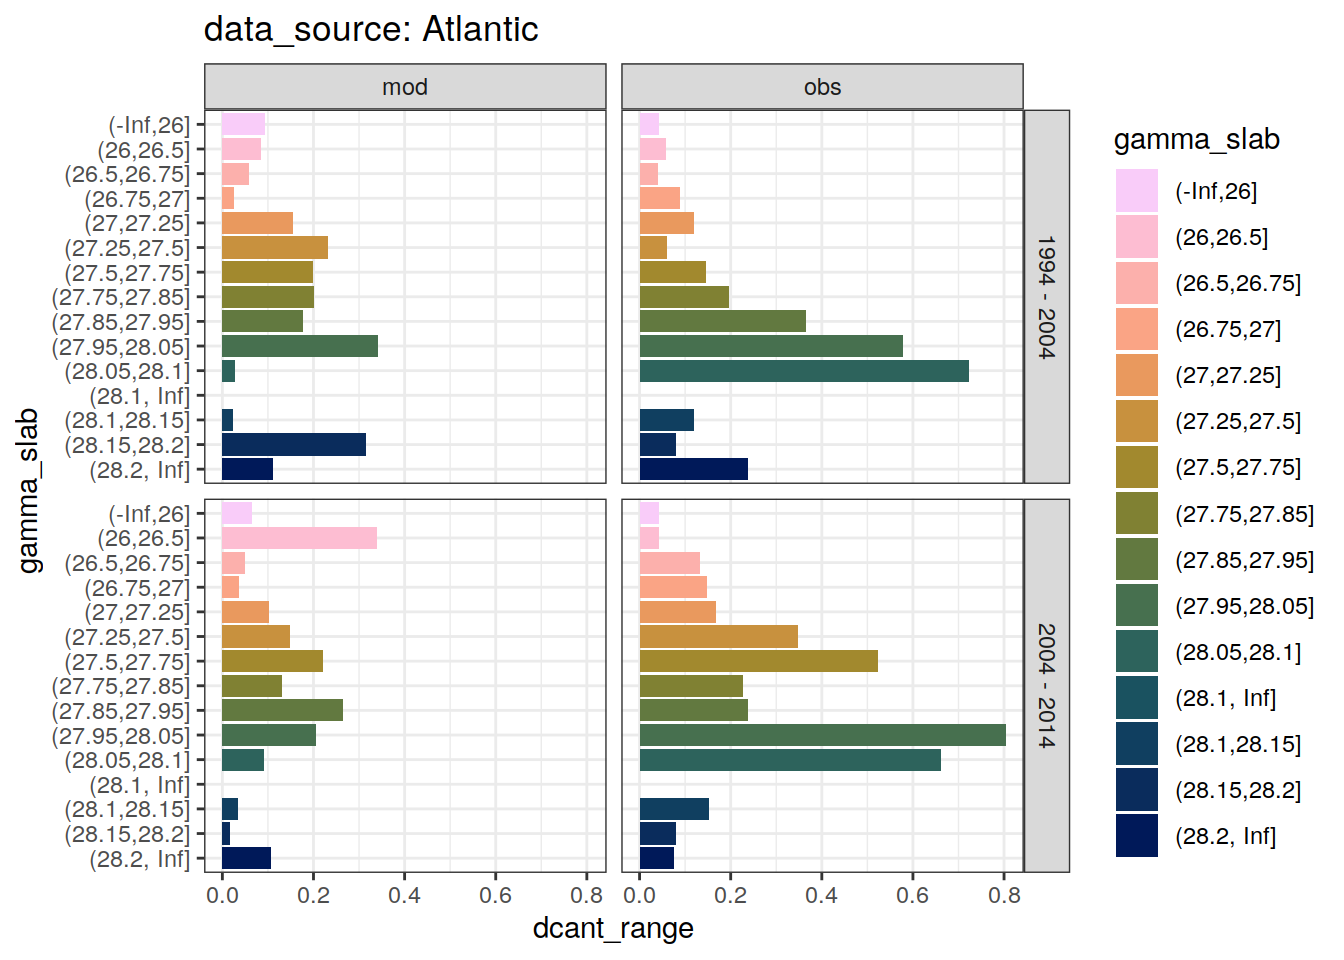 data_source: Atlantic
mod
obs
(-Inf,26]
(26,26.5]
(26.5,26.75]
(26.75,27]
(27,27.25]
(27.25,27.5]
(27.5,27.75]
(27.75,27.85]
(27.85,27.95]
(27.95,28.05]
(28.05,28.1]
(28.1, Inf]
(28.1,28.15]
(28.15,28.2]
(28.2, Inf]
1994 - 2004
(-Inf,26]
(26,26.5]
(26.5,26.75]
(26.75,27]
(27,27.25]
(27.25,27.5]
(27.5,27.75]
(27.75,27.85]
(27.85,27.95]
(27.95,28.05]
(28.05,28.1]
(28.1, Inf]
(28.1,28.15]
(28.15,28.2]
(28.2, Inf]
2004 - 2014
gamma_slab
0.0 0.2 0.4 0.6 0.8 0.0 0.2 0.4 0.6 0.8
dcant_range
gamma_slab
(-Inf,26]
(26,26.5]
(26.5,26.75]
(26.75,27]
(27,27.25]
(27.25,27.5]
(27.5,27.75]
(27.75,27.85]
(27.85,27.95]
(27.95,28.05]
(28.05,28.1]
(28.1, Inf]
(28.1,28.15]
(28.15,28.2]
(28.2, Inf]